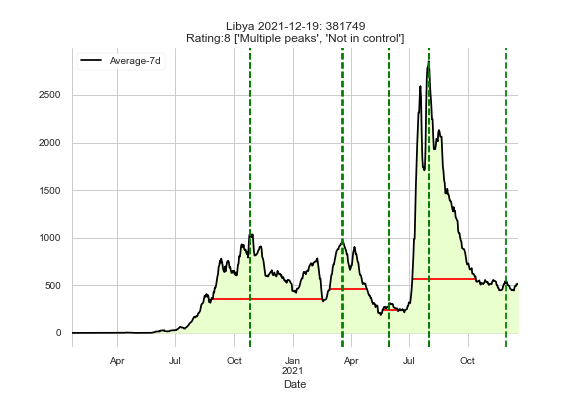 Libya 2021-12-19: 381749
Rating:8 ['Multiple peaks', 'Not in control']
Average-7d
2500
2000
1500
1000
500
0
Apr Jul Oct Jan Apr Jul Oct
2021
Date